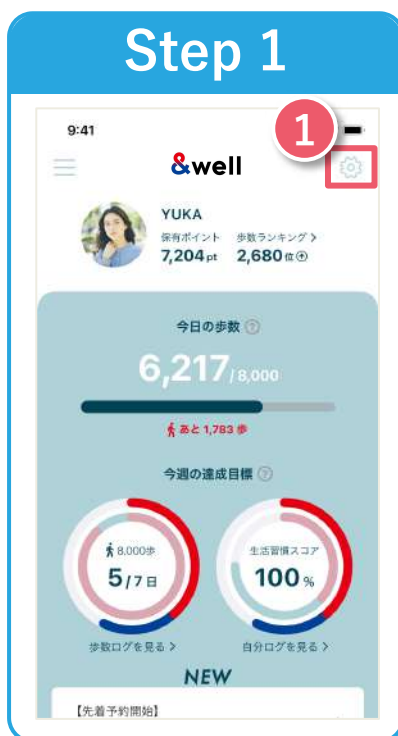 Step 1
9:41
1
&well
YUKA
保有ポイント 歩数ランキング >
7,204 pt 2,680 位
今日の歩数 ?
6,217 / 8,000
あと 1,783 歩
今週の達成目標 ?
8,000歩 生活習慣スコア
5 / 7 日 100 %
歩数ログを見る > 自分ログを見る >
NEW
【先着予約開始】